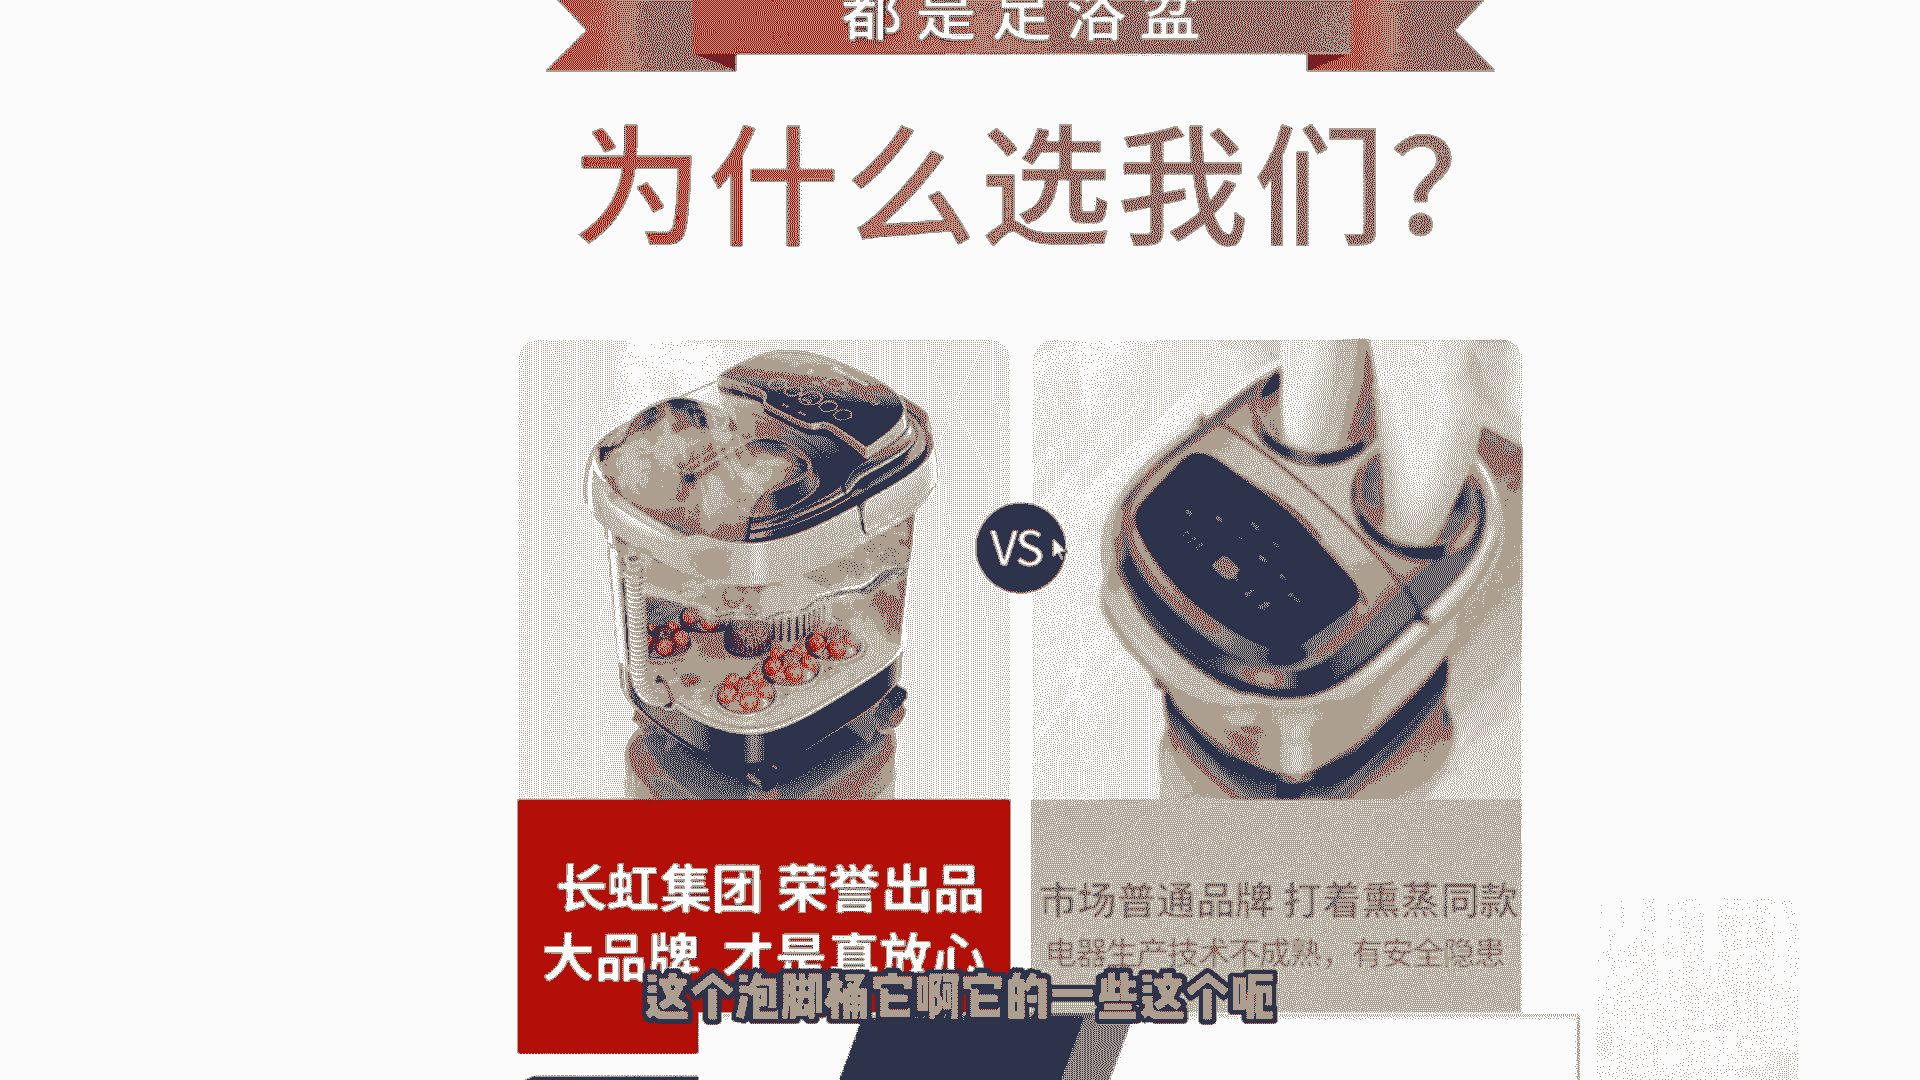 都是足浴盆
为什么选我们?
VS
长虹集团 荣誉出品
大品牌 才是真放心
市场普通品牌 打着熏蒸同款
电器生产技术不成熟，有安全隐患
这个泡脚桶它啊它的一些这个呃